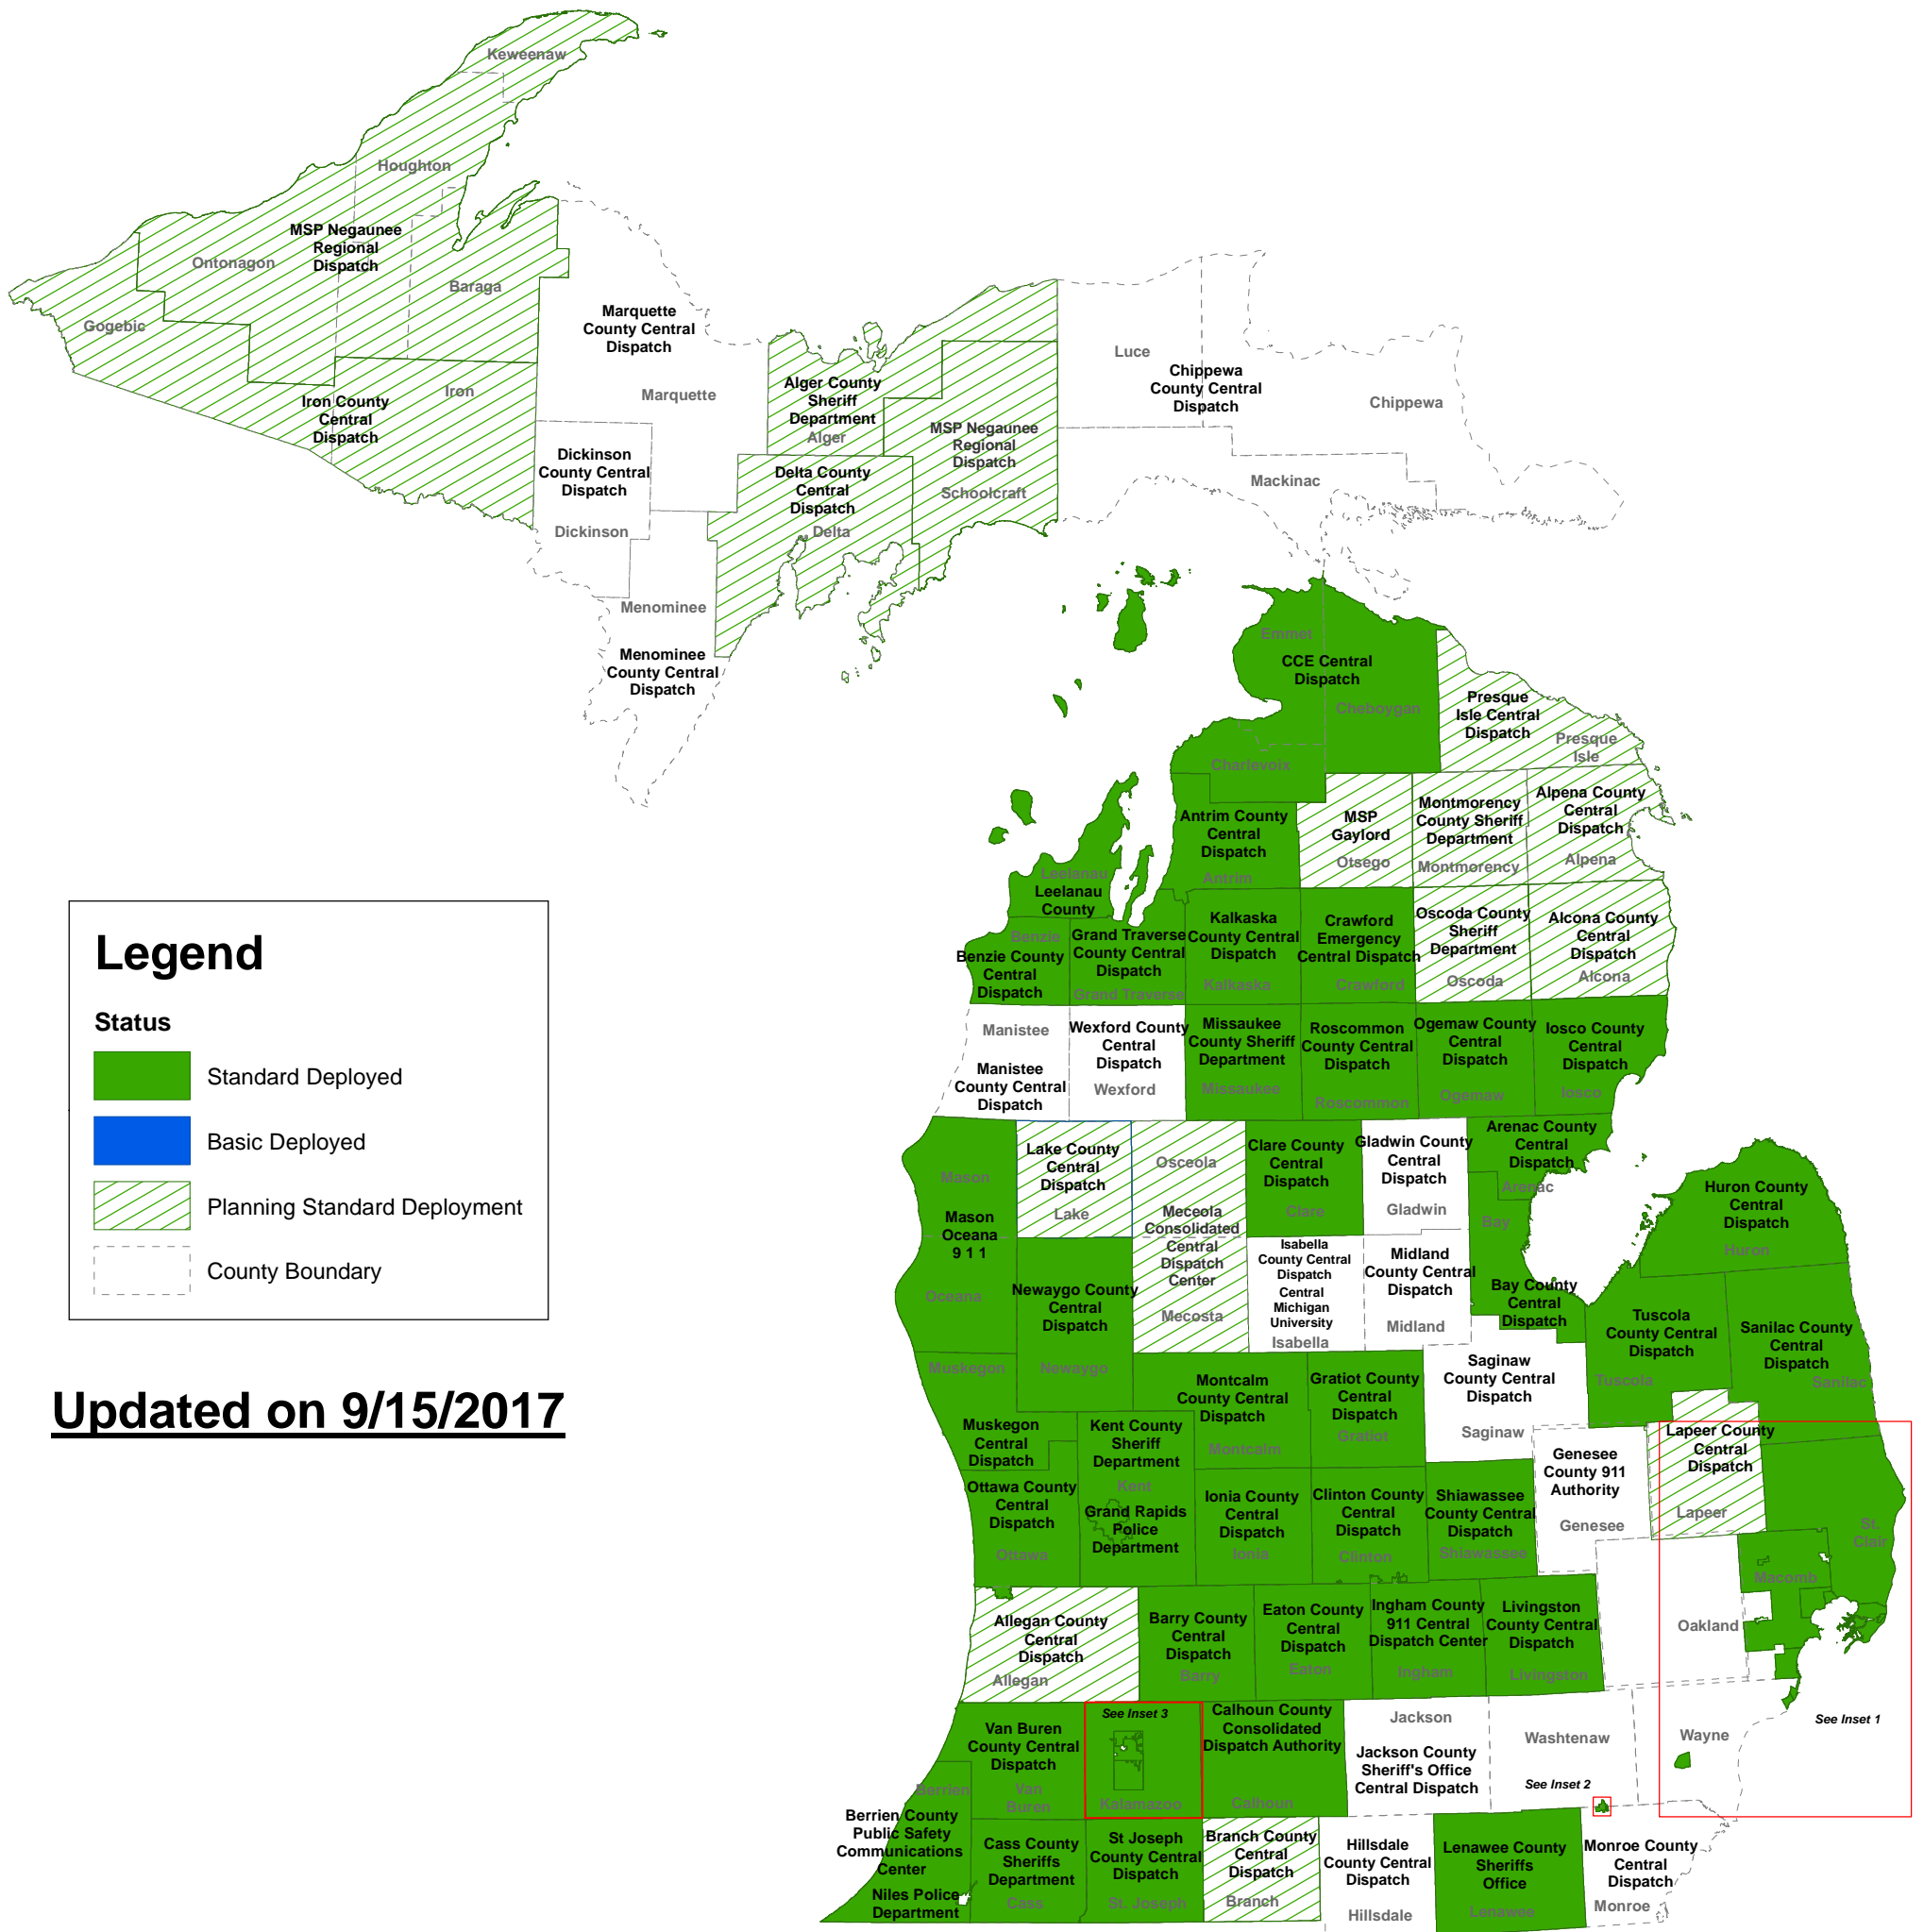 Keweenaw
Houghton
MSP Negaunee
Regional
Dispatch
Ontonagon
Baraga
Gogebic
Marquette
County Central
Dispatch
Marquette
Iron
Iron County
Central
Dispatch
Dickinson
County Central
Dispatch
Dickinson
Alger County
Sheriff
Department
Alger
MSP Negaunee
Regional
Dispatch
Schoolcraft
Delta County
Central
Dispatch
Delta
Luce
Chippewa
County Central
Dispatch
Chippewa
Mackinac
Menominee
Menominee
County Central
Dispatch
Emmet
CCE Central
Dispatch
Cheboygan
Charlevoix
Presque
Isle Central
Dispatch
Presque
Isle
Antrim County
Central
Dispatch
Antrim
MSP
Gaylord
Otsego
Montmorency
County Sheriff
Department
Montmorency
Alpena County
Central
Dispatch
Alpena
Leelanau
Leelanau
County
Benzie
Benzie County
Central
Dispatch
Grand Traverse
County Central
Dispatch
Grand Traverse
Kalkaska
County Central
Dispatch
Kalkaska
Crawford
Emergency
Central Dispatch
Crawford
Oscoda County
Sheriff
Department
Oscoda
Alcona County
Central
Dispatch
Alcona
Legend
Status
Standard Deployed
Basic Deployed
Planning Standard Deployment
County Boundary
Updated on 9/15/2017
Manistee
Manistee
County Central
Dispatch
Wexford County
Central
Dispatch
Wexford
Missaukee
County Sheriff
Department
Missaukee
Roscommon
County Central
Dispatch
Roscommon
Ogemaw County
Central
Dispatch
Ogemaw
Iosco County
Central
Dispatch
Iosco
Mason
Mason
Oceana
9 1 1
Oceana
Lake County
Central
Dispatch
Lake
Osceola
Meceola
Consolidated
Central
Dispatch
Center
Mecosta
Clare County
Central
Dispatch
Clare
Gladwin County
Central
Dispatch
Gladwin
Arenac County
Central
Dispatch
Arenac
Bay
Bay County
Central
Dispatch
Huron County
Central
Dispatch
Huron
Newaygo County
Central
Dispatch
Newaygo
Isabella
County Central
Dispatch
Central
Michigan
University
Isabella
Midland
County Central
Dispatch
Midland
Tuscola
County Central
Dispatch
Tuscola
Sanilac County
Central
Dispatch
Sanilac
Muskegon
Muskegon
Central
Dispatch
Montcalm
County Central
Dispatch
Montcalm
Gratiot County
Central
Dispatch
Gratiot
Saginaw
County Central
Dispatch
Saginaw
Kent County
Sheriff
Department
Kent
Grand Rapids
Police
Department
Ottawa County
Central
Dispatch
Ottawa
Ionia County
Central
Dispatch
Ionia
Clinton County
Central
Dispatch
Clinton
Shiawassee
County Central
Dispatch
Shiawassee
Genesee
County 911
Authority
Genesee
Lapeer County
Central
Dispatch
Lapeer
St.
Clair
Macomb
Oakland
Allegan County
Central
Dispatch
Allegan
Barry County
Central
Dispatch
Barry
Eaton County
Central
Dispatch
Eaton
Ingham County
911 Central
Dispatch Center
Ingham
Livingston
County Central
Dispatch
Livingston
Van Buren
County Central
Dispatch
Van
Buren
See Inset 3
Kalamazoo
Calhoun County
Consolidated
Dispatch Authority
Calhoun
Jackson
Jackson County
Sheriff's Office
Central Dispatch
Washtenaw
See Inset 2
Wayne
See Inset 1
Berrien
Berrien County
Public Safety
Communications
Center
Niles Police
Department
Cass County
Sheriffs
Department
Cass
St Joseph
County Central
Dispatch
St. Joseph
Branch County
Central
Dispatch
Branch
Hillsdale
County Central
Dispatch
Hillsdale
Lenawee County
Sheriffs
Office
Lenawee
Monroe County
Central
Dispatch
Monroe